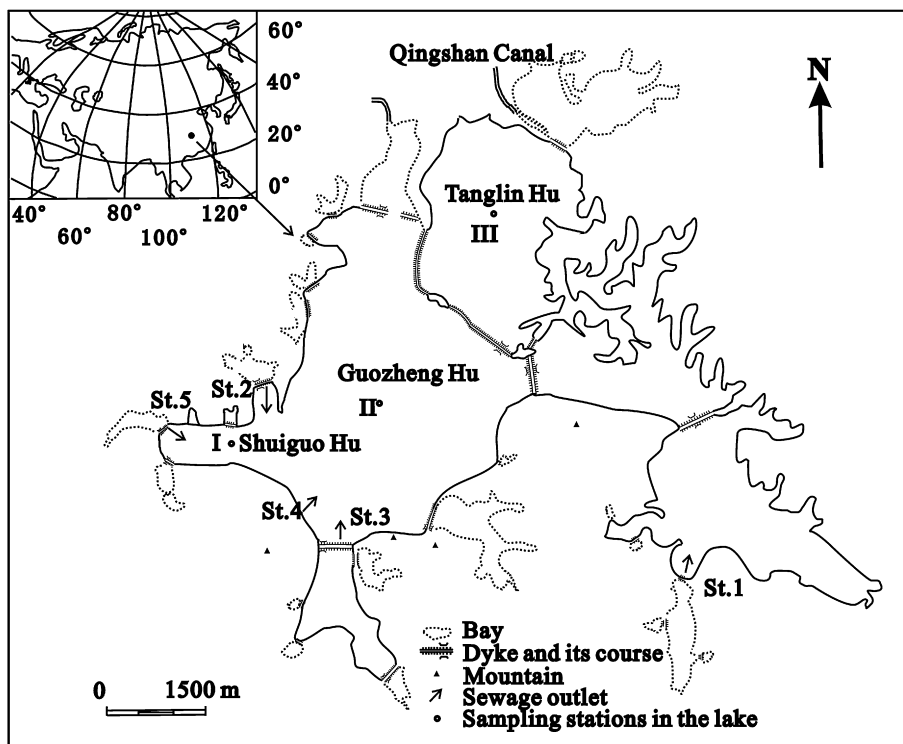 60°
40°
20°
0°
40°
60°
80°
100°
120°
Qingshan Canal
N
Tanglin Hu
III
Guozheng Hu
II
St.2
St.5
I
Shuiguo Hu
St.4
St.3
St.1
Bay
Dyke and its course
Mountain
Sewage outlet
Sampling stations in the lake
0 1500 m